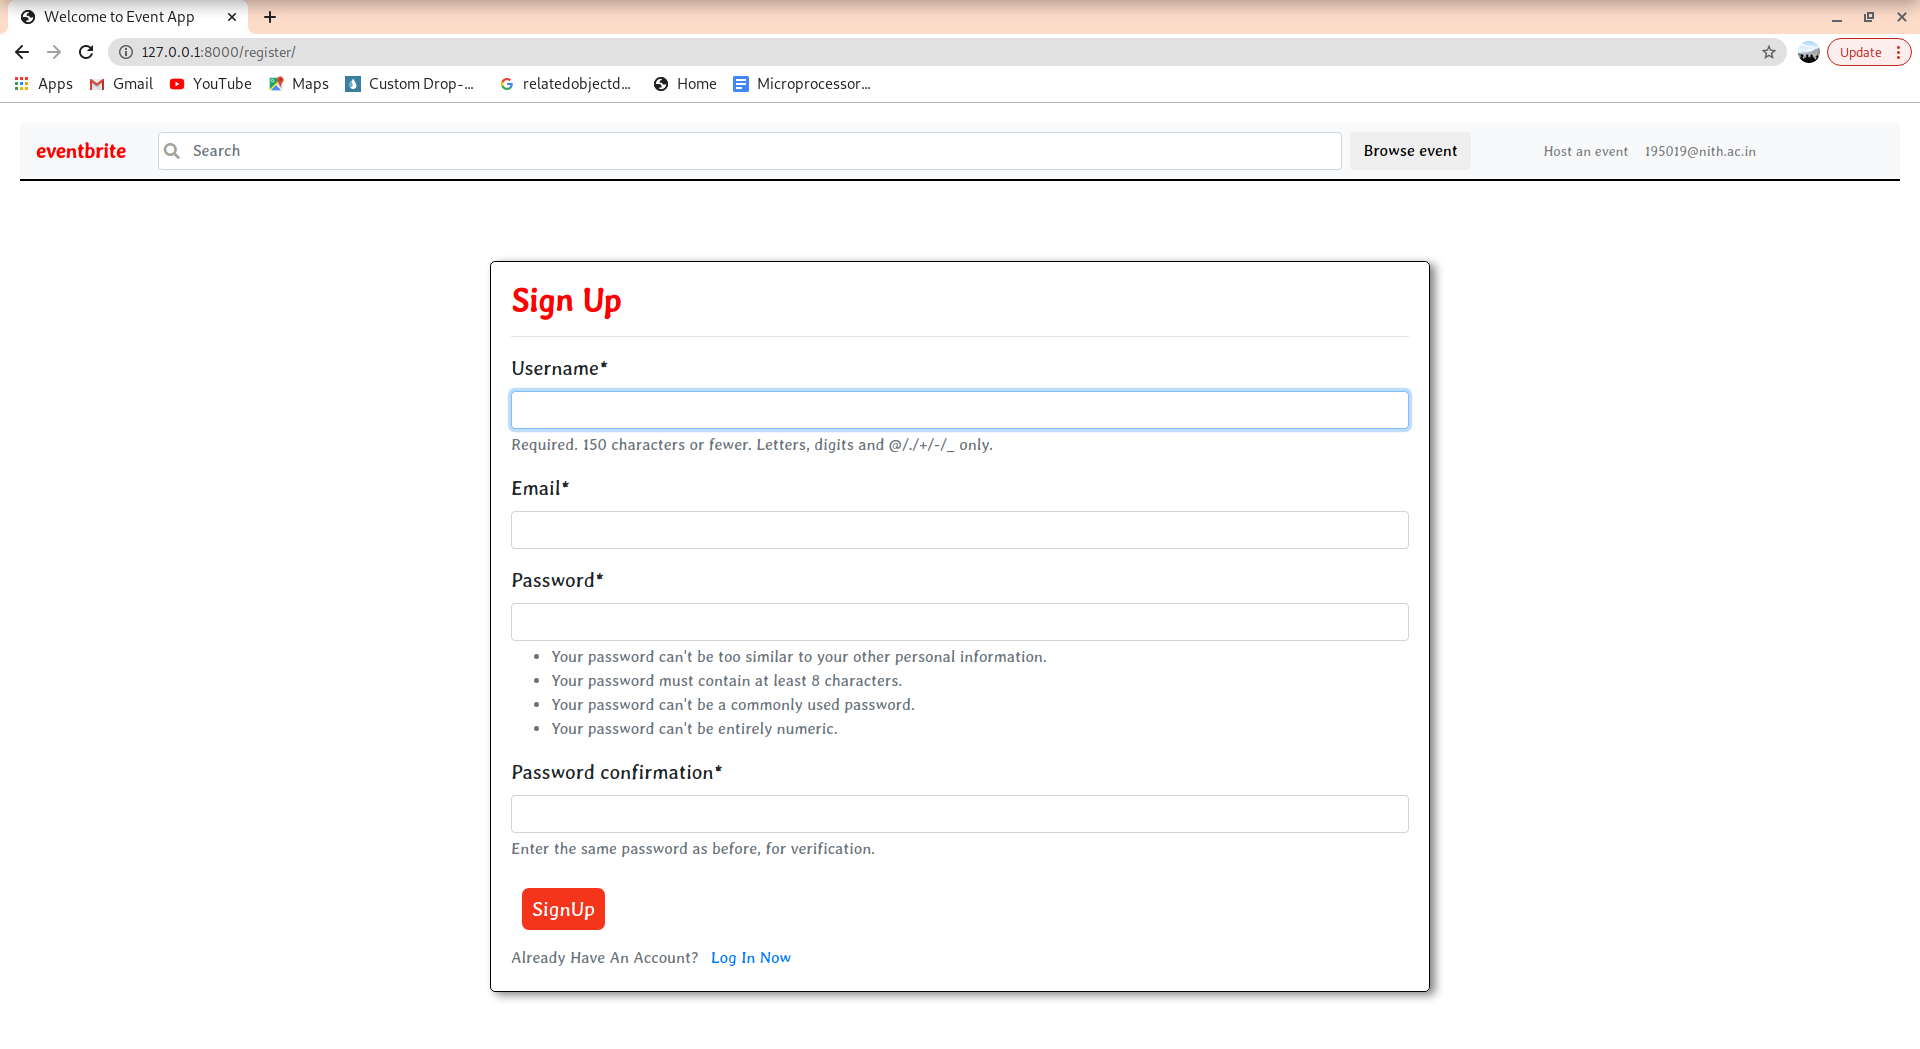 Welcome to Event App
127.0.0.1:8000/register/
Update
Apps Gmail YouTube Maps Custom Drop-... relatedobjectd... Home Microprocessor...
eventbrite Search Browse event Host an event 195019@nith.ac.in
Sign Up
Username*
Required. 150 characters or fewer. Letters, digits and @/./+/-/_ only.
Email*
Password*
Your password can't be too similar to your other personal information.
Your password must contain at least 8 characters.
Your password can't be a commonly used password.
Your password can't be entirely numeric.
Password confirmation*
Enter the same password as before, for verification.
SignUp
Already Have An Account? Log In Now